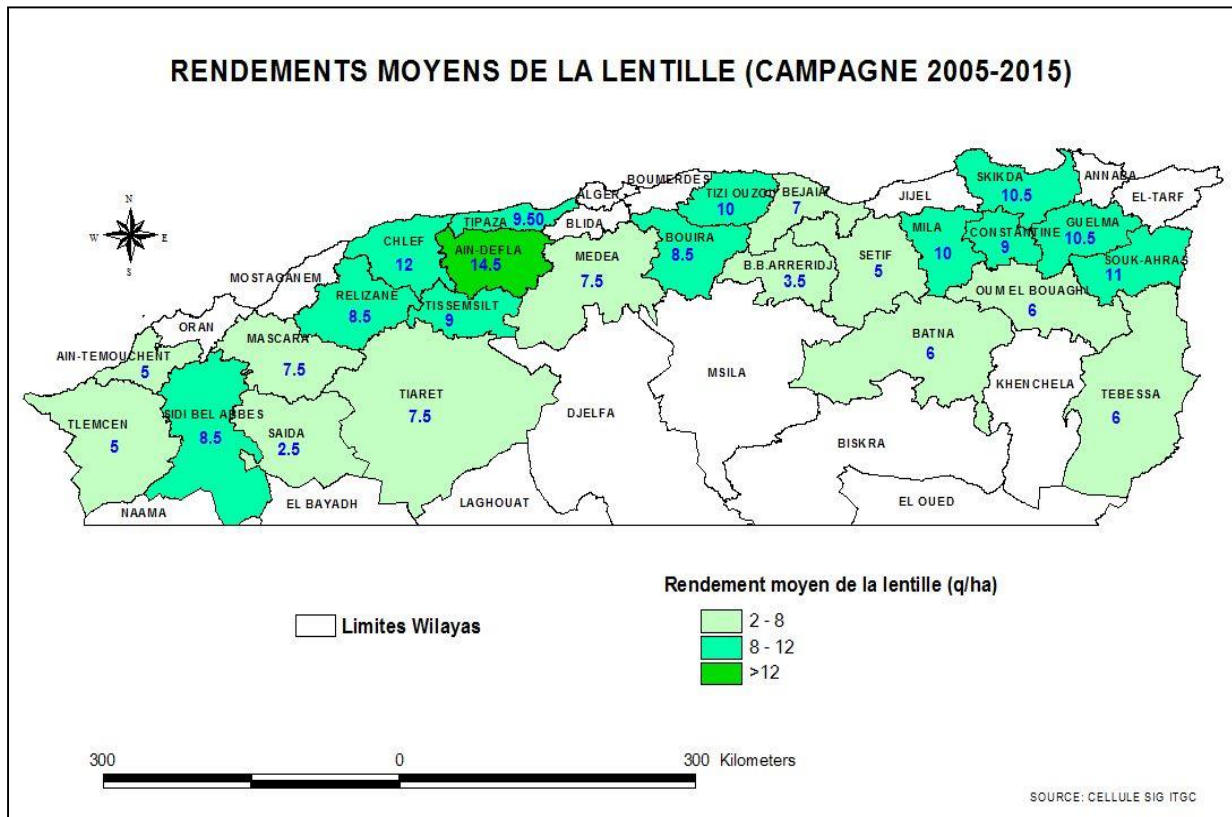 RENDEMENTS MOYENS DE LA LENTILLE (CAMPAGNE 2005-2015)
N
W E
S
SKIKDA
10.5
ANNABA
EL-TARF
BOUMERDES
ALGER
TIZI OUZOU
10
BEJAIA
7
JIJEL
TIPAZA 9.50
BLIDA
MILA
10
CONSTANTINE
9
GUELMA
10.5
CHLEF
12
AIN-DEFLA
14.5
MEDEA
7.5
BOUIRA
8.5
B.B.ARRERIDJ
3.5
SETIF
5
SOUK-AHRAS
11
MOSTAGANEM
RELIZANE
8.5
TISSEMSILT
9
OUM EL BOUAGHI
6
ORAN
MASCARA
7.5
AIN-TEMOUCHENT
5
BATNA
6
MSILA
KHENCHELA
TEBESSA
6
TIARET
7.5
DJELFA
TLEMCEN
5
SIDI BEL ABBES
8.5
SAIDA
2.5
BISKRA
NAAMA
EL BAYADH
LAGHOUAT
EL OUED
Limites Wilayas
Rendement moyen de la lentille (q/ha)
2 - 8
8 - 12
>12
300 0 300 Kilometers
SOURCE: CELLULE SIG ITGC